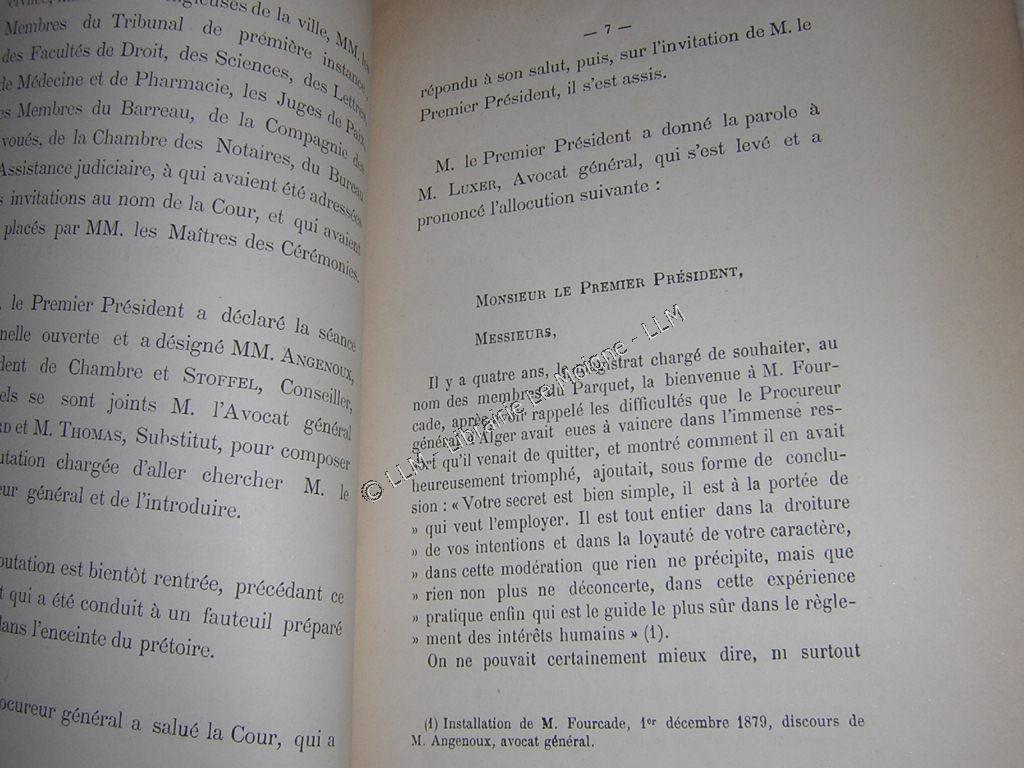 de la ville, MM. les
Membres du Tribunal de prémière instance,
des Facultés de Droit, des Sciences, des Lettres,
de Médecine et de Pharmacie, les Juges de Paix,
es Membres du Barreau, de la Compagnie des
voués, de la Chambre des Notaires, du Bureau
Assistance judiciaire, à qui avaient été adressées
s invitations au nom de la Cour, et qui avaient
placés par MM. les Maîtres des Cérémonies.
. le Premier Président a déclaré la séance
nelle ouverte et a désigné MM. ANGENOUX,
dent de Chambre et STOFFEL, Conseiller,
els se sont joints M. l'Avocat général
RD et M. THOMAS, Substitut, pour composer
putation chargée d'aller chercher M. le
eur général et de l'introduire.
putation est bientôt rentrée, précédant ce
t qui a été conduit à un fauteuil préparé
dans l'enceinte du prétoire.
ocureur général a salué la Cour, qui a
— 7 —
répondu à son salut, puis, sur l'invitation de M. le
Premier Président, il s'est assis.
M. le Premier Président a donné la parole à
M. LUXER, Avocat général, qui s'est levé et a
prononcé l'allocution suivante :
MONSIEUR LE PREMIER PRÉSIDENT,
MESSIEURS,
Il y a quatre ans, le magistrat chargé de souhaiter, au
nom des membres du Parquet, la bienvenue à M. Four-
cade, après avoir rappelé les difficultés que le Procureur
général d'Alger avait eues à vaincre dans l'immense res-
sort qu'il venait de quitter, et montré comment il en avait
heureusement triomphé, ajoutait, sous forme de conclu-
sion : « Votre secret est bien simple, il est à la portée de
» qui veut l'employer. Il est tout entier dans la droiture
» de vos intentions et dans la loyauté de votre caractère,
» dans cette modération que rien ne précipite, mais que
» rien non plus ne déconcerte, dans cette expérience
» pratique enfin qui est le guide le plus sûr dans le règle-
» ment des intérêts humains » (1).
On ne pouvait certainement mieux dire, ni surtout
(1) Installation de M. Fourcade, 1er décembre 1879, discours de
M. Angenoux, avocat général.
© LLM - Librairie Le Moigne - LLM